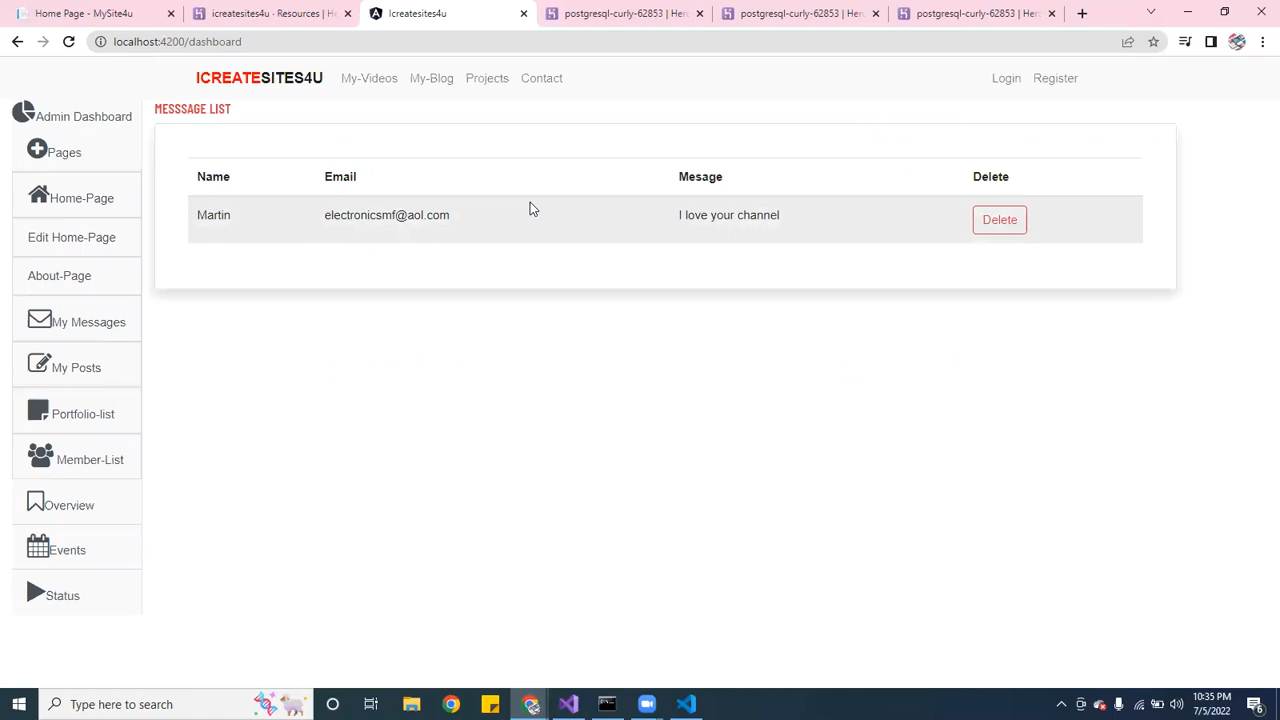 Home Page - MySite4u
icreatesites4u - Resources | He
Icreatesites4u
postgresql-curly-62853 | Her
postgresql-curly-62853 | Her
postgresql-curly-62853 | Her
localhost:4200/dashboard
ICREATESITES4U My-Videos My-Blog Projects Contact Login Register
Admin Dashboard
Pages
Home-Page
Edit Home-Page
About-Page
My Messages
My Posts
Portfolio-list
Member-List
Overview
Events
Status
MESSSAGE LIST
Name Email Mesage Delete
Martin electronicsmf@aol.com I love your channel Delete
Type here to search
10:35 PM
7/5/2022
6